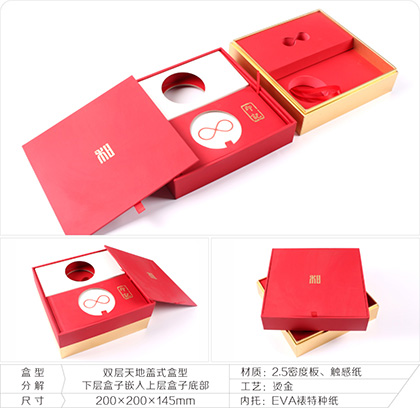 盒型 双层天地盖式盒型 材质：2.5密度板、触感纸
分解 下层盒子嵌入上层盒子底部 工艺：烫金
尺寸 200×200×145mm 内托：EVA裱特种纸